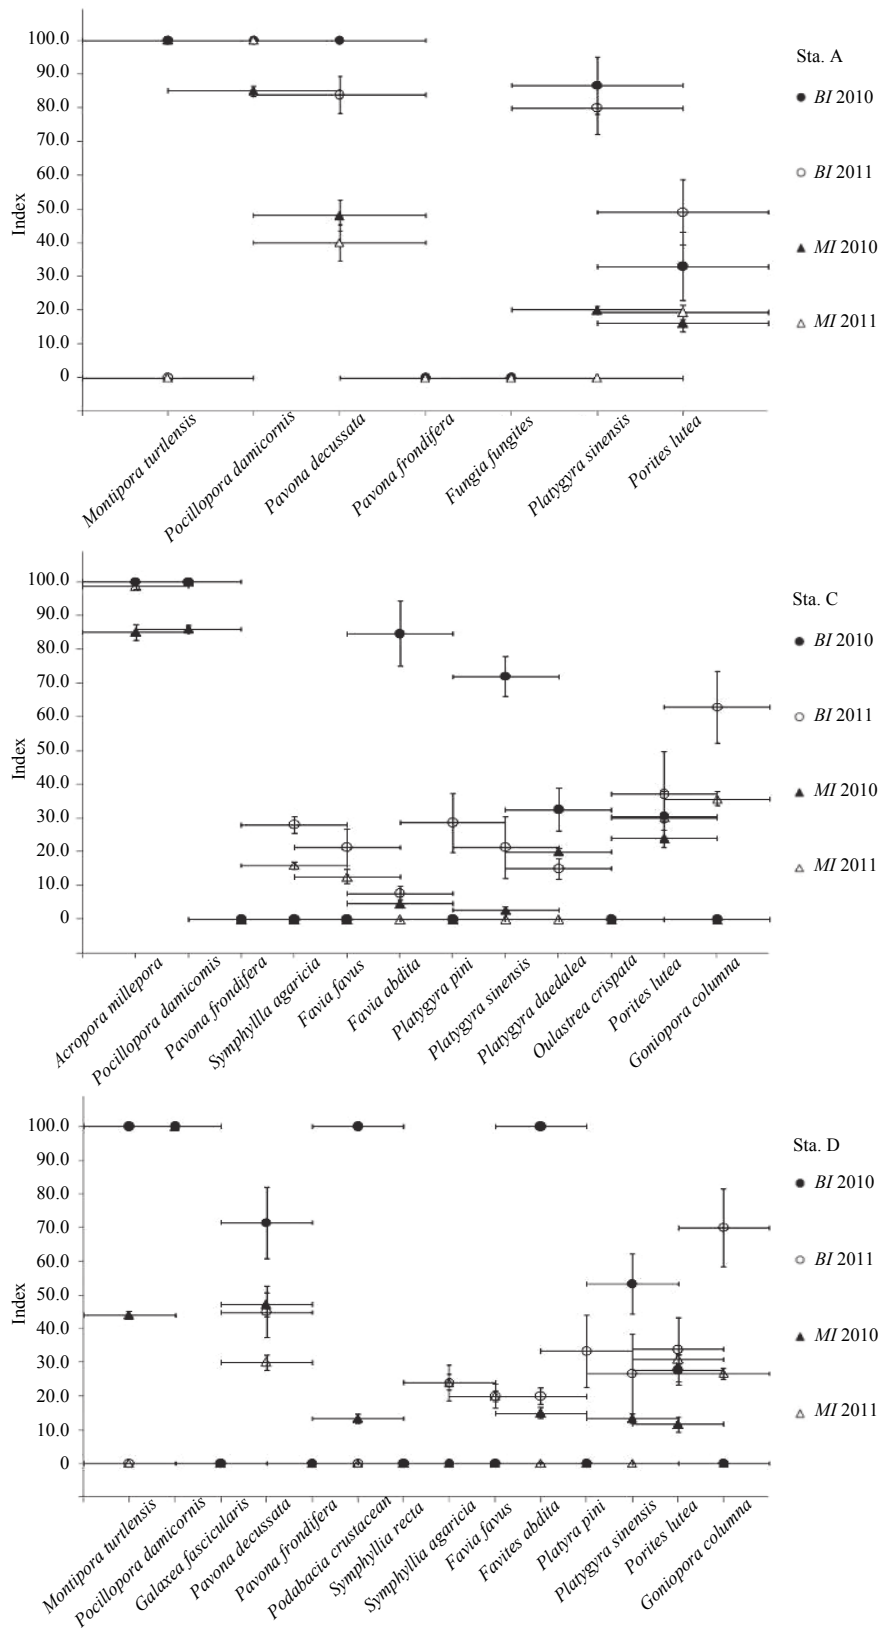 100.0
90.0
80.0
70.0
60.0
50.0
40.0
30.0
20.0
10.0
0
Index
Montipora turtlensis
Pocillopora damicornis
Pavona decussata
Pavona frondifera
Fungia fungites
Platygyra sinensis
Porites lutea
Sta. A
BI 2010
BI 2011
MI 2010
MI 2011
100.0
90.0
80.0
70.0
60.0
50.0
40.0
30.0
20.0
10.0
0
Index
Acropora millepora
Pocillopora damicomis
Pavona frondifera
Symphyllla agaricia
Favia favus
Favia abdita
Platygyra pini
Platygyra sinensis
Platygyra daedalea
Oulastrea crispata
Porites lutea
Goniopora columna
Sta. C
BI 2010
BI 2011
MI 2010
MI 2011
100.0
90.0
80.0
70.0
60.0
50.0
40.0
30.0
20.0
10.0
0
Index
Montipora turtlensis
Pocillopora damicornis
Galaxea fascicularis
Pavona decussata
Pavona frondifera
Podabacia crustacean
Symphyllia recta
Symphyllia agaricia
Favia favus
Favites abdita
Platyra pini
Platygyra sinensis
Porites lutea
Goniopora columna
Sta. D
BI 2010
BI 2011
MI 2010
MI 2011